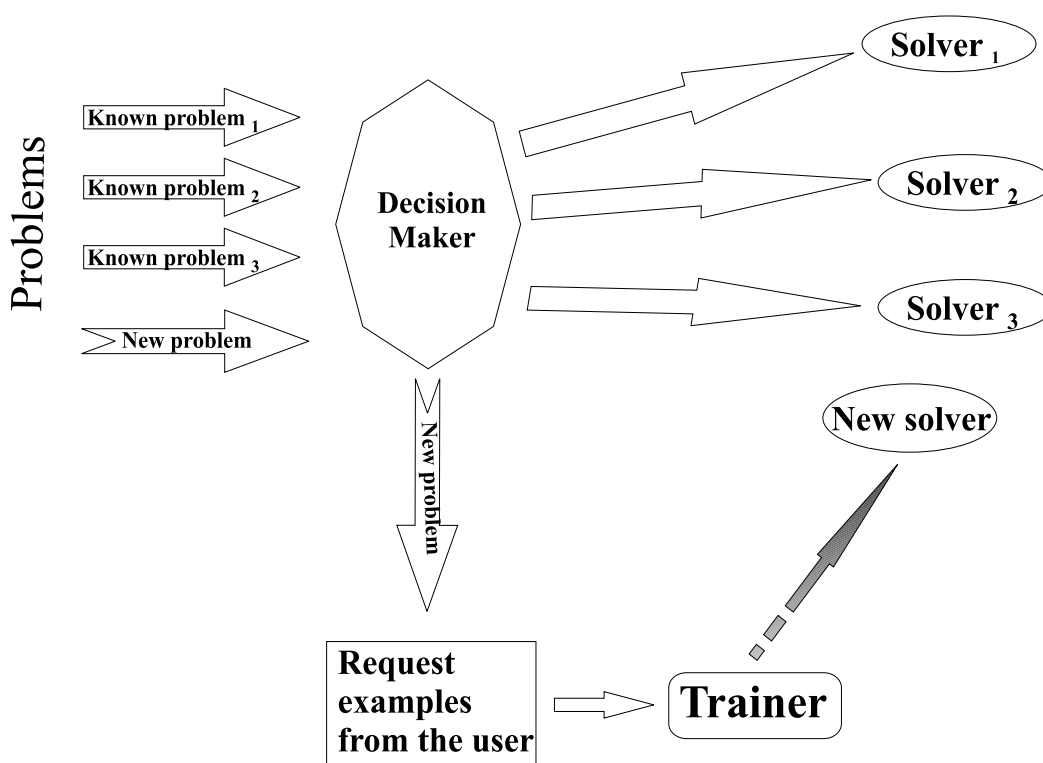 Problems
Known problem 1
Known problem 2
Known problem 3
New problem
Decision
Maker
Solver 1
Solver 2
Solver 3
New solver
New problem
Request
examples
from the user
Trainer